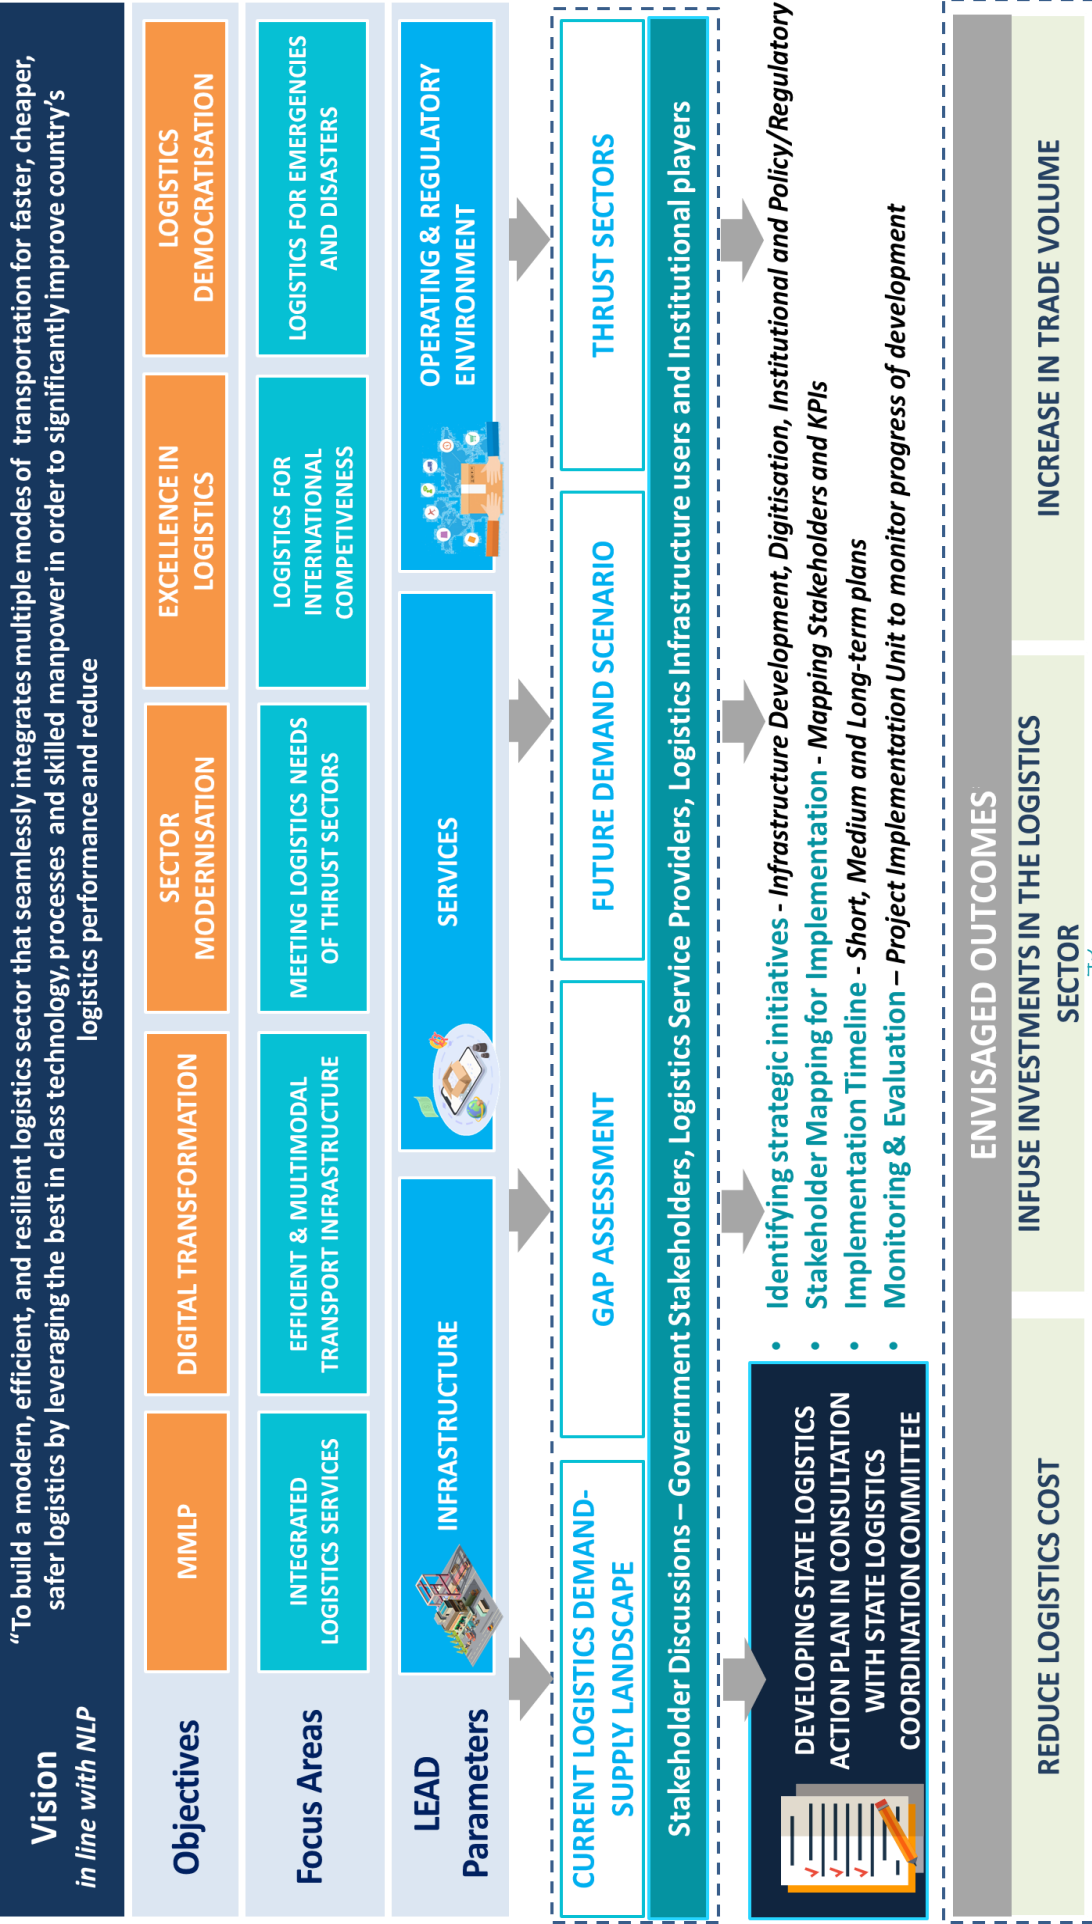 Vision
in line with NLP
“To build a modern, efficient, and resilient logistics sector that seamlessly integrates multiple modes of transportation for faster, cheaper,
safer logistics by leveraging the best in class technology, processes and skilled manpower in order to significantly improve country’s
logistics performance and reduce
Objectives
MMLP
DIGITAL TRANSFORMATION
SECTOR
MODERNISATION
EXCELLENCE IN
LOGISTICS
LOGISTICS
DEMOCRATISATION
Focus Areas
INTEGRATED
LOGISTICS SERVICES
EFFICIENT & MULTIMODAL
TRANSPORT INFRASTRUCTURE
MEETING LOGISTICS NEEDS
OF THRUST SECTORS
LOGISTICS FOR
INTERNATIONAL
COMPETIVENESS
LOGISTICS FOR EMERGENCIES
AND DISASTERS
LEAD
Parameters
INFRASTRUCTURE
SERVICES
OPERATING & REGULATORY
ENVIRONMENT
CURRENT LOGISTICS DEMAND-
SUPPLY LANDSCAPE
GAP ASSESSMENT
FUTURE DEMAND SCENARIO
THRUST SECTORS
Stakeholder Discussions – Government Stakeholders, Logistics Service Providers, Logistics Infrastructure users and Institutional players
DEVELOPING STATE LOGISTICS
ACTION PLAN IN CONSULTATION
WITH STATE LOGISTICS
COORDINATION COMMITTEE
• Identifying strategic initiatives - Infrastructure Development, Digitisation, Institutional and Policy/Regulatory
• Stakeholder Mapping for Implementation - Mapping Stakeholders and KPIs
• Implementation Timeline - Short, Medium and Long-term plans
• Monitoring & Evaluation – Project Implementation Unit to monitor progress of development
ENVISAGED OUTCOMES
REDUCE LOGISTICS COST
INFUSE INVESTMENTS IN THE LOGISTICS
SECTOR
INCREASE IN TRADE VOLUME